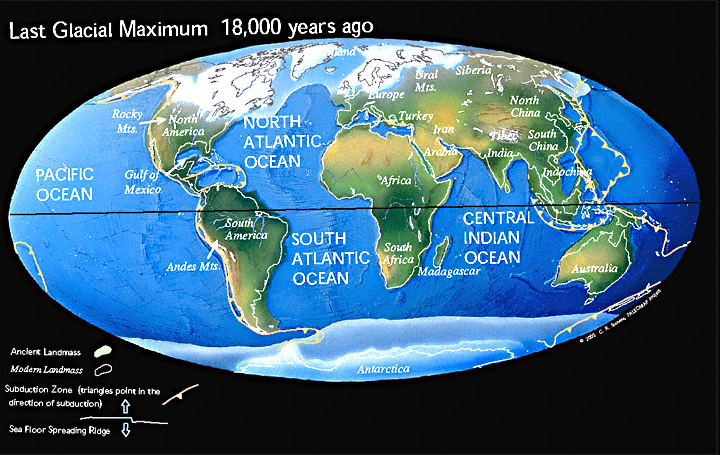 Last Glacial Maximum 18,000 years ago
Ural
Mts.
Siberia
Europe
Rocky
Mts.
North
America
NORTH
ATLANTIC
OCEAN
Turkey
Iran
Arabia
Tibet
India
North
China
South
China
Indochina
PACIFIC
OCEAN
Gulf of
Mexico
Africa
South
America
Andes Mts.
SOUTH
ATLANTIC
OCEAN
South
Africa
Madagascar
CENTRAL
INDIAN
OCEAN
Australia
Antarctica
Ancient Landmass
Modern Landmass
Subduction Zone (triangles point in the
direction of subduction)
Sea Floor Spreading Ridge